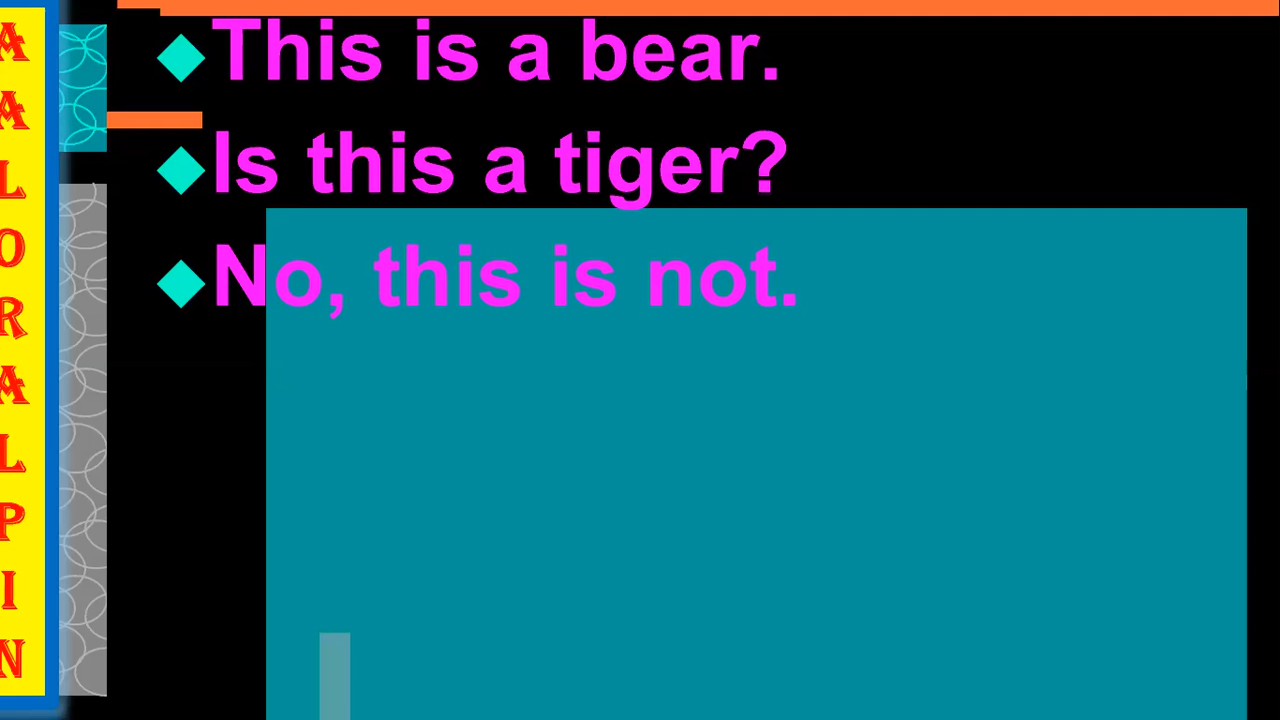 This is a bear.
Is this a tiger?
No, this is not.
A
A
L
O
R
A
L
P
I
N